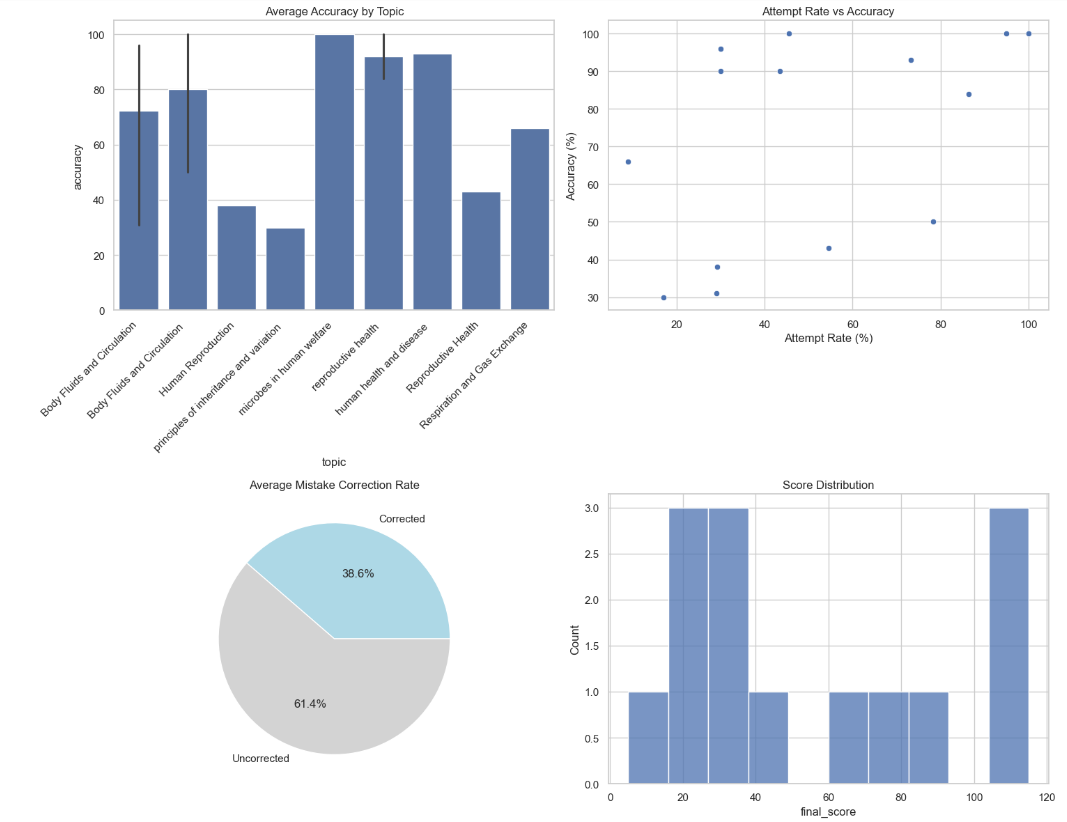 Average Accuracy by Topic
100
80
60
40
20
0
accuracy
Body Fluids and Circulation
Body Fluids and Circulation
Human Reproduction
principles of inheritance and variation
microbes in human welfare
reproductive health
human health and disease
Reproductive Health
Respiration and Gas Exchange
topic
Attempt Rate vs Accuracy
100
90
80
70
60
50
40
30
Accuracy (%)
20
40
60
80
100
Attempt Rate (%)
Average Mistake Correction Rate
Corrected
38.6%
61.4%
Uncorrected
Score Distribution
3.0
2.5
2.0
1.5
1.0
0.5
0.0
Count
0
20
40
60
80
100
120
final_score